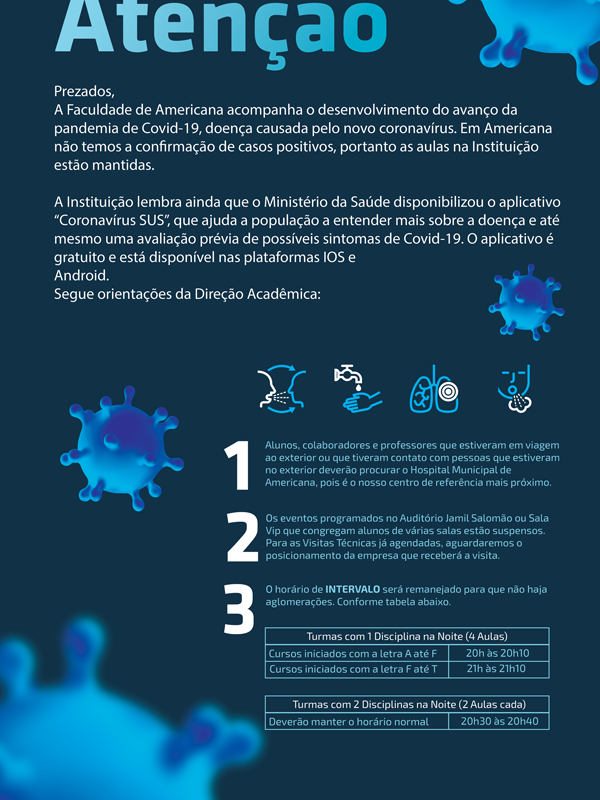 Atenção
Prezados,
A Faculdade de Americana acompanha o desenvolvimento do avanço da
pandemia de Covid-19, doença causada pelo novo coronavírus. Em Americana
não temos a confirmação de casos positivos, portanto as aulas na Instituição
estão mantidas.
A Instituição lembra ainda que o Ministério da Saúde disponibilizou o aplicativo
“Coronavírus SUS”, que ajuda a população a entender mais sobre a doença e até
mesmo uma avaliação prévia de possíveis sintomas de Covid-19. O aplicativo é
gratuito e está disponível nas plataformas IOS e
Android.
Segue orientações da Direção Acadêmica:
1
Alunos, colaboradores e professores que estiveram em viagem
ao exterior ou que tiveram contato com pessoas que estiveram
no exterior deverão procurar o Hospital Municipal de
Americana, pois é o nosso centro de referência mais próximo.
2
Os eventos programados no Auditório Jamil Salomão ou Sala
Vip que congregam alunos de várias salas estão suspensos.
Para as Visitas Técnicas já agendadas, aguardaremos o
posicionamento da empresa que receberá a visita.
3
O horário de INTERVALO será remanejado para que não haja
aglomerações. Conforme tabela abaixo.
Turmas com 1 Disciplina na Noite (4 Aulas)
Cursos iniciados com a letra A até F 20h às 20h10
Cursos iniciados com a letra F até T 21h às 21h10
Turmas com 2 Disciplinas na Noite (2 Aulas cada)
Deverão manter o horário normal 20h30 às 20h40